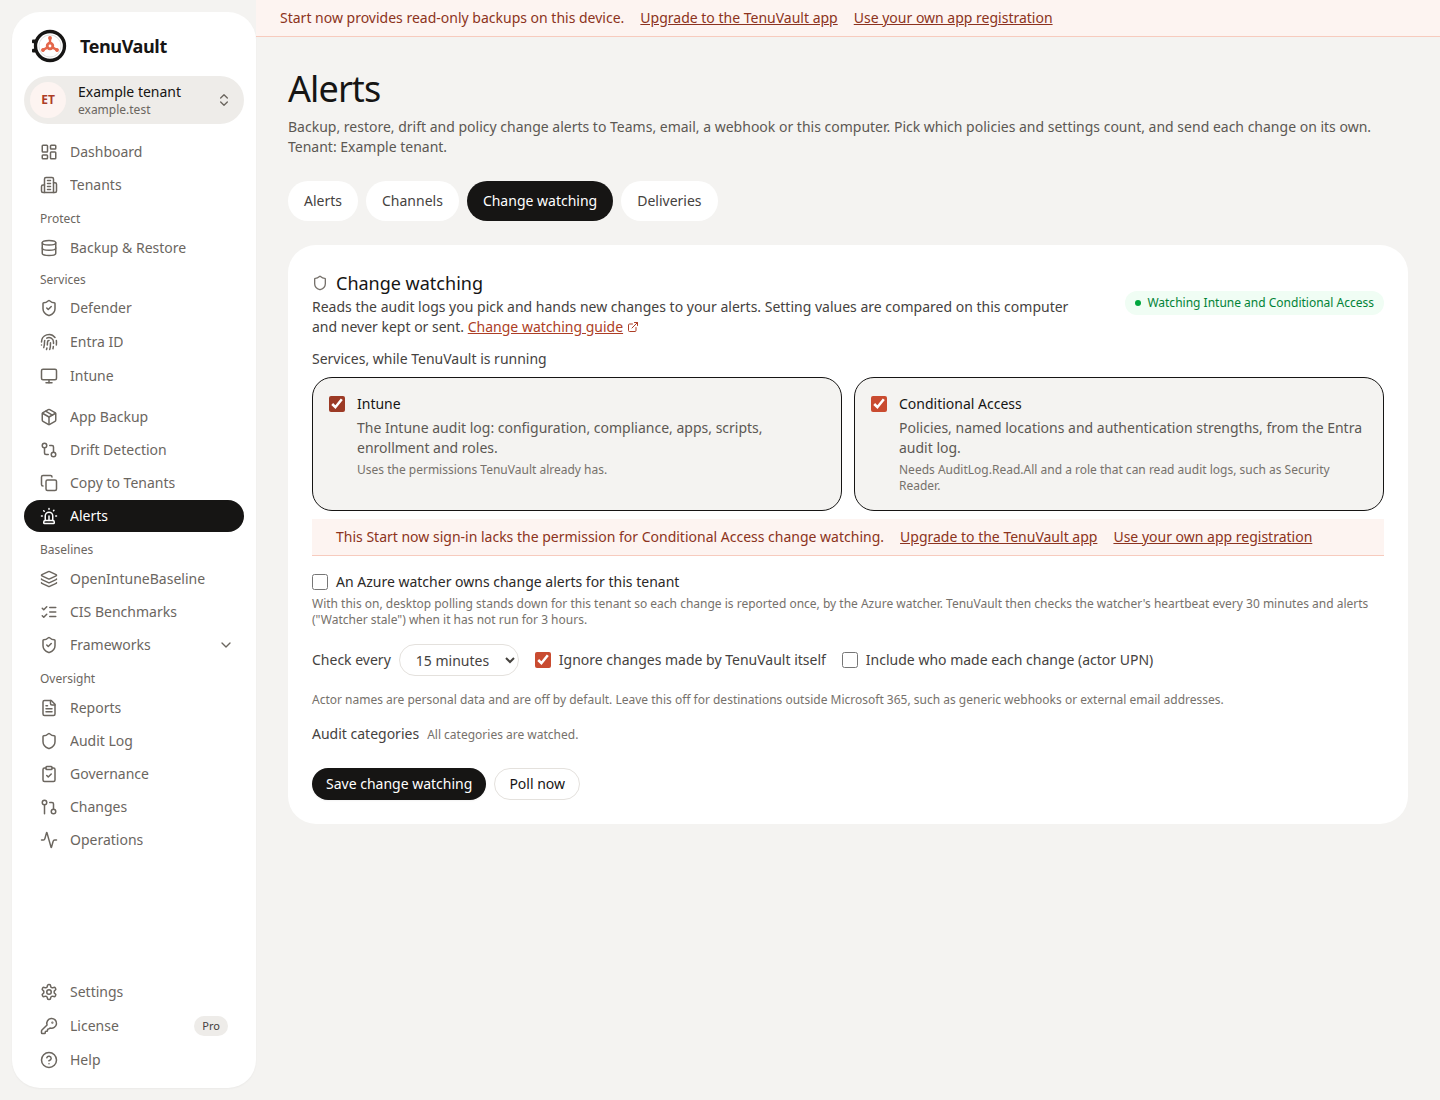 Start now provides read-only backups on this device. Upgrade to the TenuVault app Use your own app registration
TenuVault
ET
Example tenant
example.test
Dashboard
Tenants
Protect
Backup & Restore
Services
Defender
Entra ID
Intune
App Backup
Drift Detection
Copy to Tenants
Alerts
Baselines
OpenIntuneBaseline
CIS Benchmarks
Frameworks
Oversight
Reports
Audit Log
Governance
Changes
Operations
Settings
License Pro
Help
Alerts
Backup, restore, drift and policy change alerts to Teams, email, a webhook or this computer. Pick which policies and settings count, and send each change on its own.
Tenant: Example tenant.
Alerts Channels Change watching Deliveries
Change watching
Reads the audit logs you pick and hands new changes to your alerts. Setting values are compared on this computer
and never kept or sent. Change watching guide
Watching Intune and Conditional Access
Services, while TenuVault is running
Intune
The Intune audit log: configuration, compliance, apps, scripts,
enrollment and roles.
Uses the permissions TenuVault already has.
Conditional Access
Policies, named locations and authentication strengths, from the Entra
audit log.
Needs AuditLog.Read.All and a role that can read audit logs, such as Security
Reader.
This Start now sign-in lacks the permission for Conditional Access change watching. Upgrade to the TenuVault app Use your own app registration
An Azure watcher owns change alerts for this tenant
With this on, desktop polling stands down for this tenant so each change is reported once, by the Azure watcher. TenuVault then checks the watcher's heartbeat every 30 minutes and alerts
("Watcher stale") when it has not run for 3 hours.
Check every 15 minutes Ignore changes made by TenuVault itself Include who made each change (actor UPN)
Actor names are personal data and are off by default. Leave this off for destinations outside Microsoft 365, such as generic webhooks or external email addresses.
Audit categories All categories are watched.
Save change watching Poll now